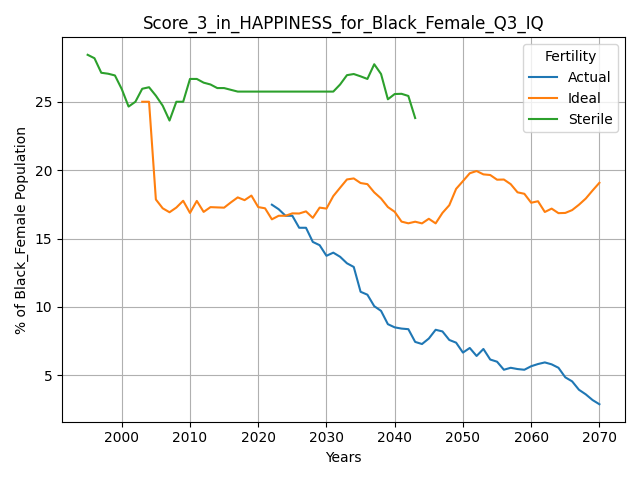 Score_3_in_HAPPINESS_for_Black_Female_Q3_IQ
Fertility
Actual
Ideal
Sterile
% of Black_Female Population
25
20
15
10
5
2000 2010 2020 2030 2040 2050 2060 2070
Years